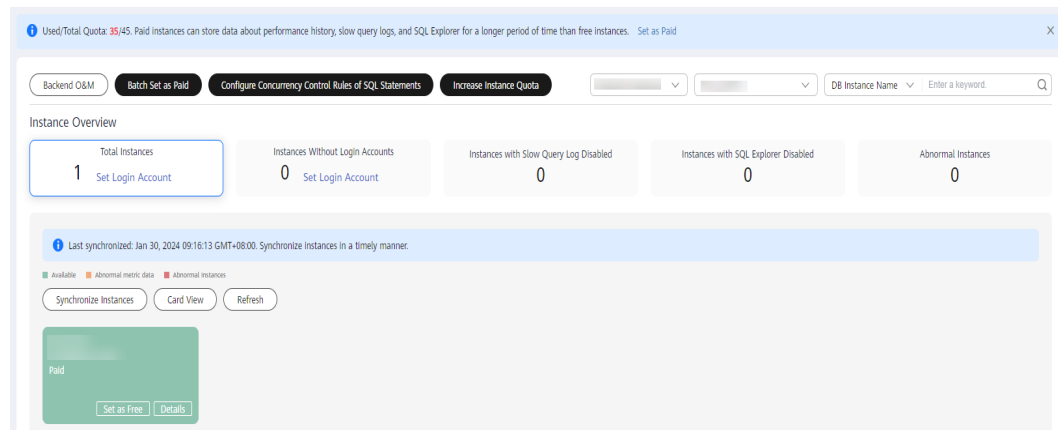 Used/Total Quota: 35/45. Paid instances can store data about performance history, slow query logs, and SQL Explorer for a longer period of time than free instances. Set as Paid X
Backend O&M Batch Set as Paid Configure Concurrency Control Rules of SQL Statements Increase Instance Quota DB Instance Name Enter a keyword.
Instance Overview
Total Instances Instances Without Login Accounts Instances with Slow Query Log Disabled Instances with SQL Explorer Disabled Abnormal Instances
1 Set Login Account 0 Set Login Account 0 0 0
Last synchronized: Jan 30, 2024 09:16:13 GMT+08:00. Synchronize instances in a timely manner.
Available Abnormal metric data Abnormal instances
Synchronize Instances Card View Refresh
Paid
Set as Free Details